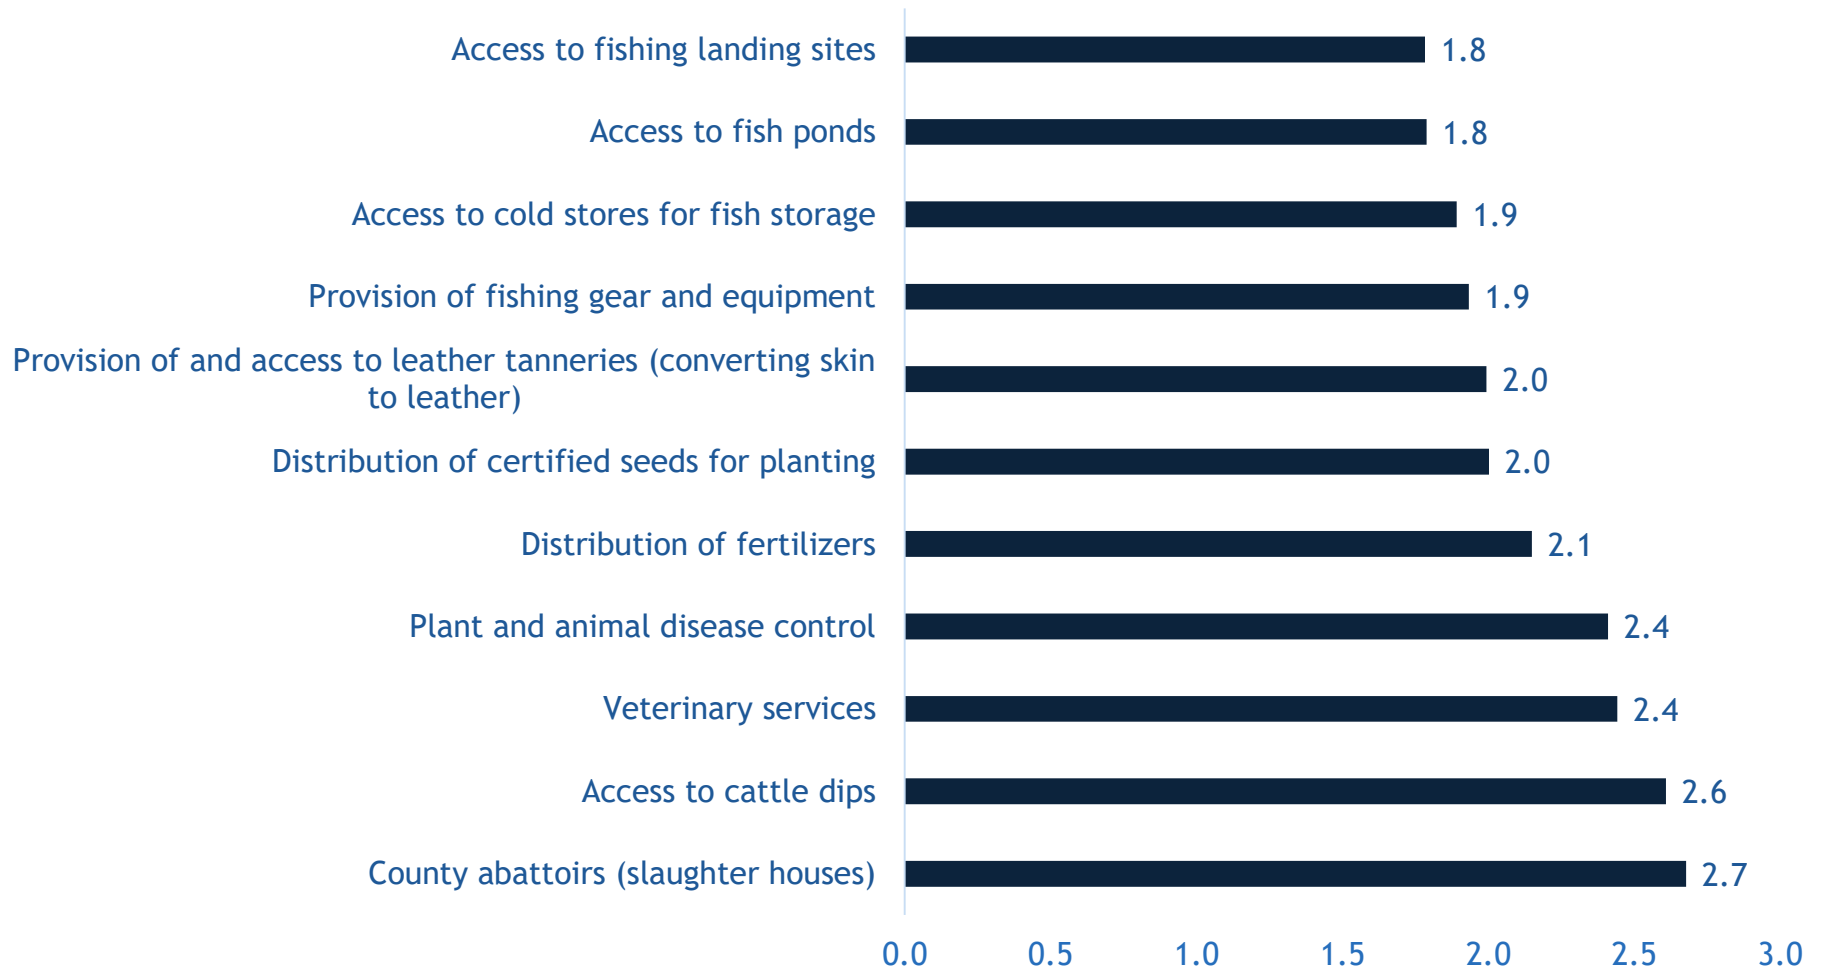 Access to fishing landing sites 1.8
Access to fish ponds 1.8
Access to cold stores for fish storage 1.9
Provision of fishing gear and equipment 1.9
Provision of and access to leather tanneries (converting skin
to leather) 2.0
Distribution of certified seeds for planting 2.0
Distribution of fertilizers 2.1
Plant and animal disease control 2.4
Veterinary services 2.4
Access to cattle dips 2.6
County abattoirs (slaughter houses) 2.7
0.0 0.5 1.0 1.5 2.0 2.5 3.0